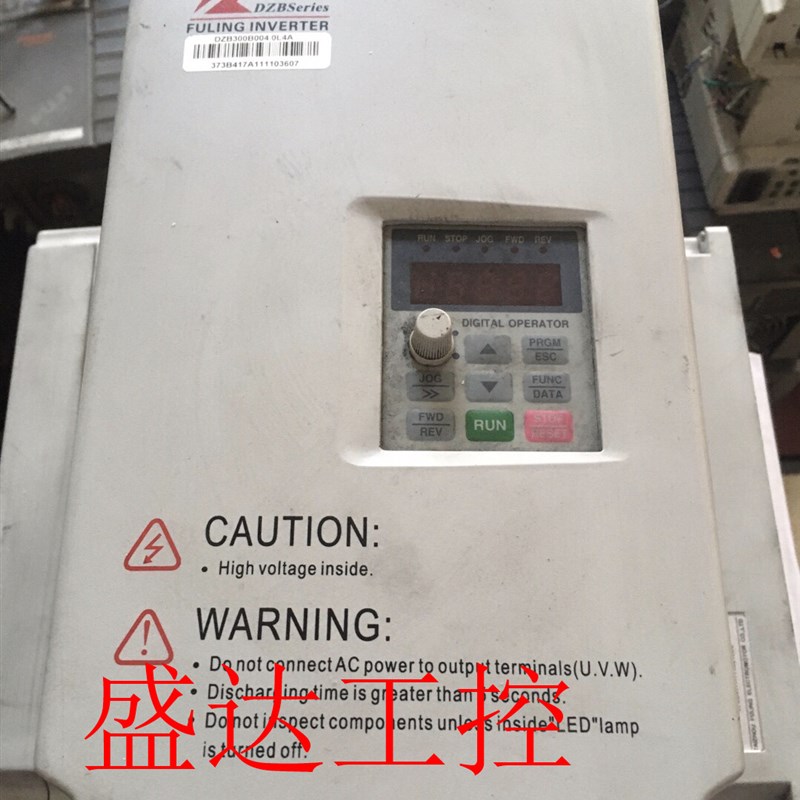 DZBSeries
FULING INVERTER
DZB300B004.0L4A
373B417A111103607
RUN STOP JOG FWD REV
DIGITAL OPERATOR
PRGM
ESC
JOG
>>
FUNC
DATA
FWD
REV
RUN
STOP
RESET
CAUTION:
• High voltage inside.
WARNING:
• Do not connect AC power to output terminals(U.V.W).
• Discharging time is greater than seconds.
• Do not inspect components unless inside"LED"lamp
is turned off.
盛达工控